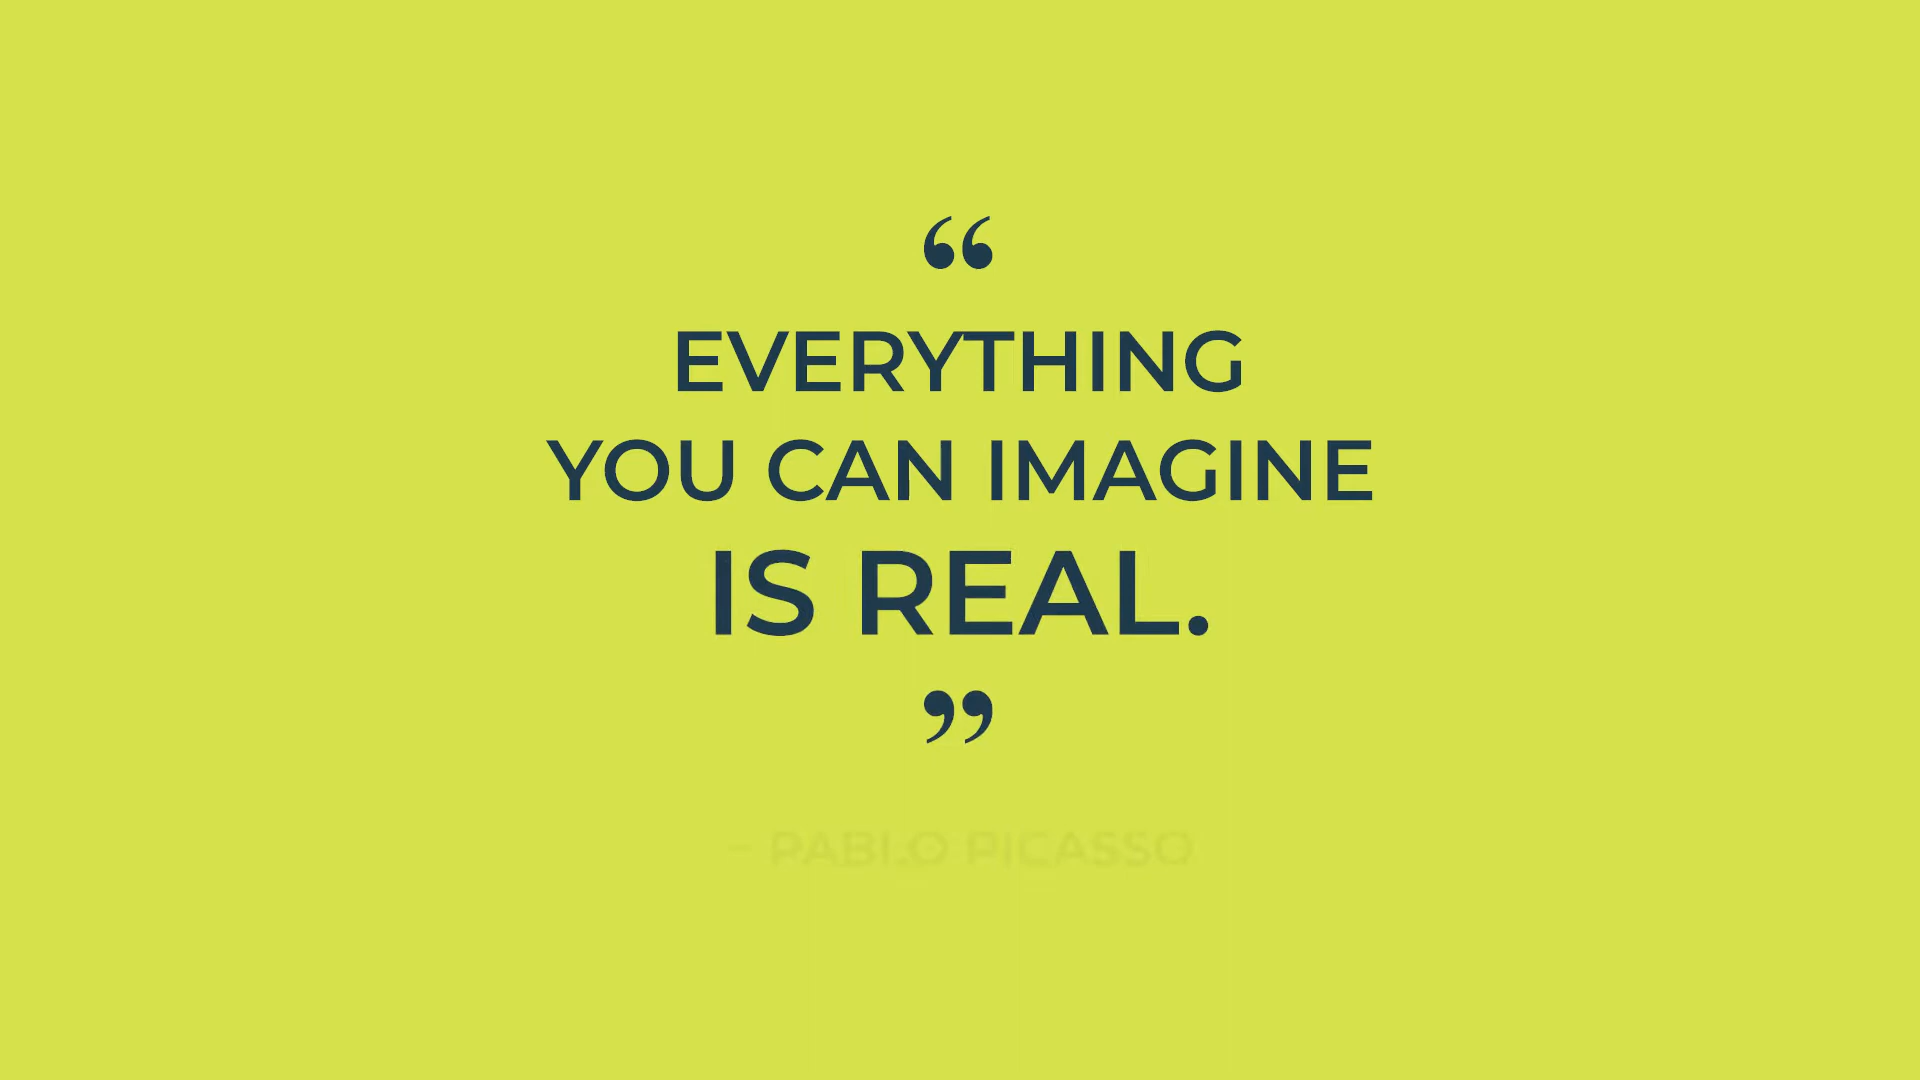 “
EVERYTHING
YOU CAN IMAGINE
IS REAL.
”
– PABLO PICASSO